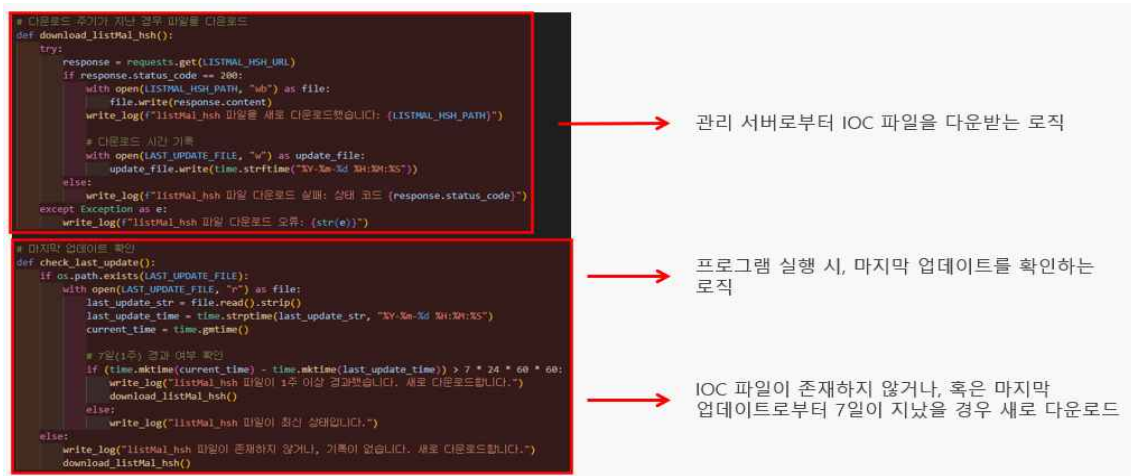 # 다운로드 주기가 지난 경우 파일을 다운로드
def download_listMal_hsh():
try:
response = requests.get(LISTMAL_HSH_URL)
if response.status_code == 200:
with open(LISTMAL_HSH_PATH, "wb") as file:
file.write(response.content)
write_log(f"listMal_hsh 파일을 새로 다운로드했습니다: {LISTMAL_HSH_PATH}")
# 다운로드 시간 기록
with open(LAST_UPDATE_FILE, "w") as update_file:
update_file.write(time.strftime("%Y-%m-%d %H:%M:%S"))
else:
write_log(f"listMal_hsh 파일 다운로드 실패: 상태 코드 {response.status_code}")
except Exception as e:
write_log(f"listMal_hsh 파일 다운로드 오류: {str(e)}")
관리 서버로부터 IOC 파일을 다운받는 로직
# 마지막 업데이트 확인
def check_last_update():
if os.path.exists(LAST_UPDATE_FILE):
with open(LAST_UPDATE_FILE, "r") as file:
last_update_str = file.read().strip()
last_update_time = time.strptime(last_update_str, "%Y-%m-%d %H:%M:%S")
current_time = time.gmtime()
# 7일(1주) 경과 여부 확인
if (time.mktime(current_time) - time.mktime(last_update_time)) > 7 * 24 * 60 * 60:
write_log("listMal_hsh 파일이 1주 이상 경과했습니다. 새로 다운로드합니다.")
download_listMal_hsh()
else:
write_log("listMal_hsh 파일이 최신 상태입니다.")
else:
write_log("listMal_hsh 파일이 존재하지 않거나, 기록이 없습니다. 새로 다운로드합니다.")
download_listMal_hsh()
프로그램 실행 시, 마지막 업데이트를 확인하는
로직
IOC 파일이 존재하지 않거나, 혹은 마지막
업데이트로부터 7일이 지났을 경우 새로 다운로드